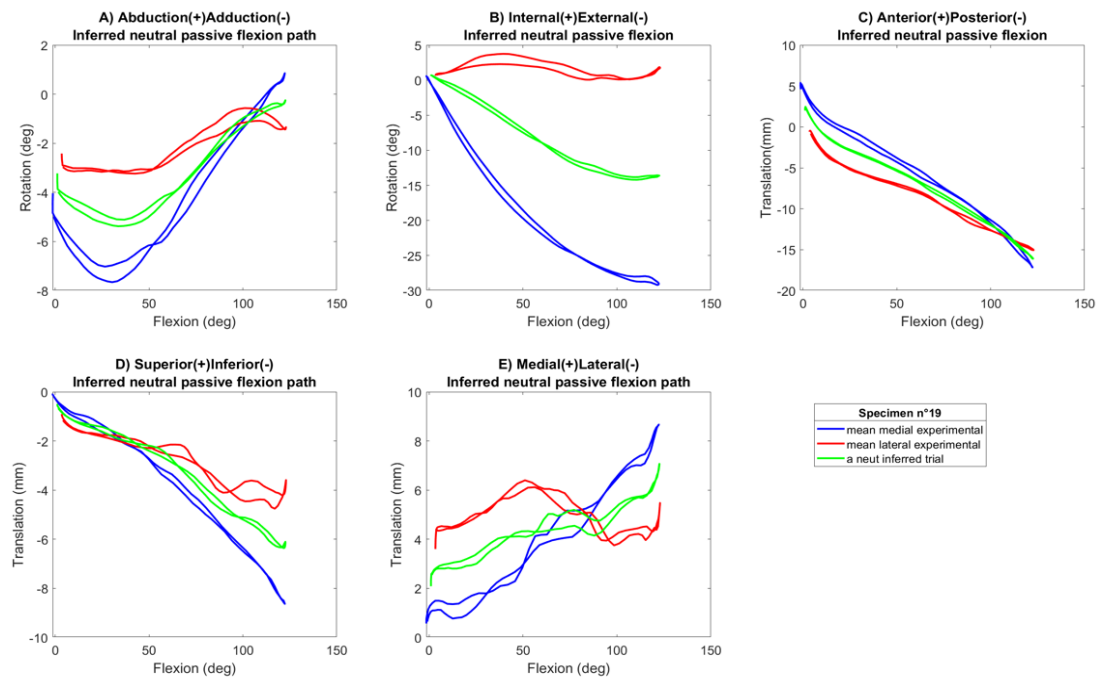 A) Abduction(+)Adduction(-)
Inferred neutral passive flexion path
2
0
-2
-4
-6
-8
Rotation (deg)
0 50 100 150
Flexion (deg)
B) Internal(+)External(-)
Inferred neutral passive flexion
5
0
-5
-10
-15
-20
-25
-30
Rotation (deg)
0 50 100 150
Flexion (deg)
C) Anterior(+)Posterior(-)
Inferred neutral passive flexion
10
5
0
-5
-10
-15
-20
Translation(mm)
0 50 100 150
Flexion (deg)
D) Superior(+)Inferior(-)
Inferred neutral passive flexion path
0
-2
-4
-6
-8
-10
Translation (mm)
0 50 100 150
Flexion (deg)
E) Medial(+)Lateral(-)
Inferred neutral passive flexion path
10
8
6
4
2
0
Translation (mm)
0 50 100 150
Flexion (deg)
Specimen n°19
mean medial experimental
mean lateral experimental
a neut inferred trial